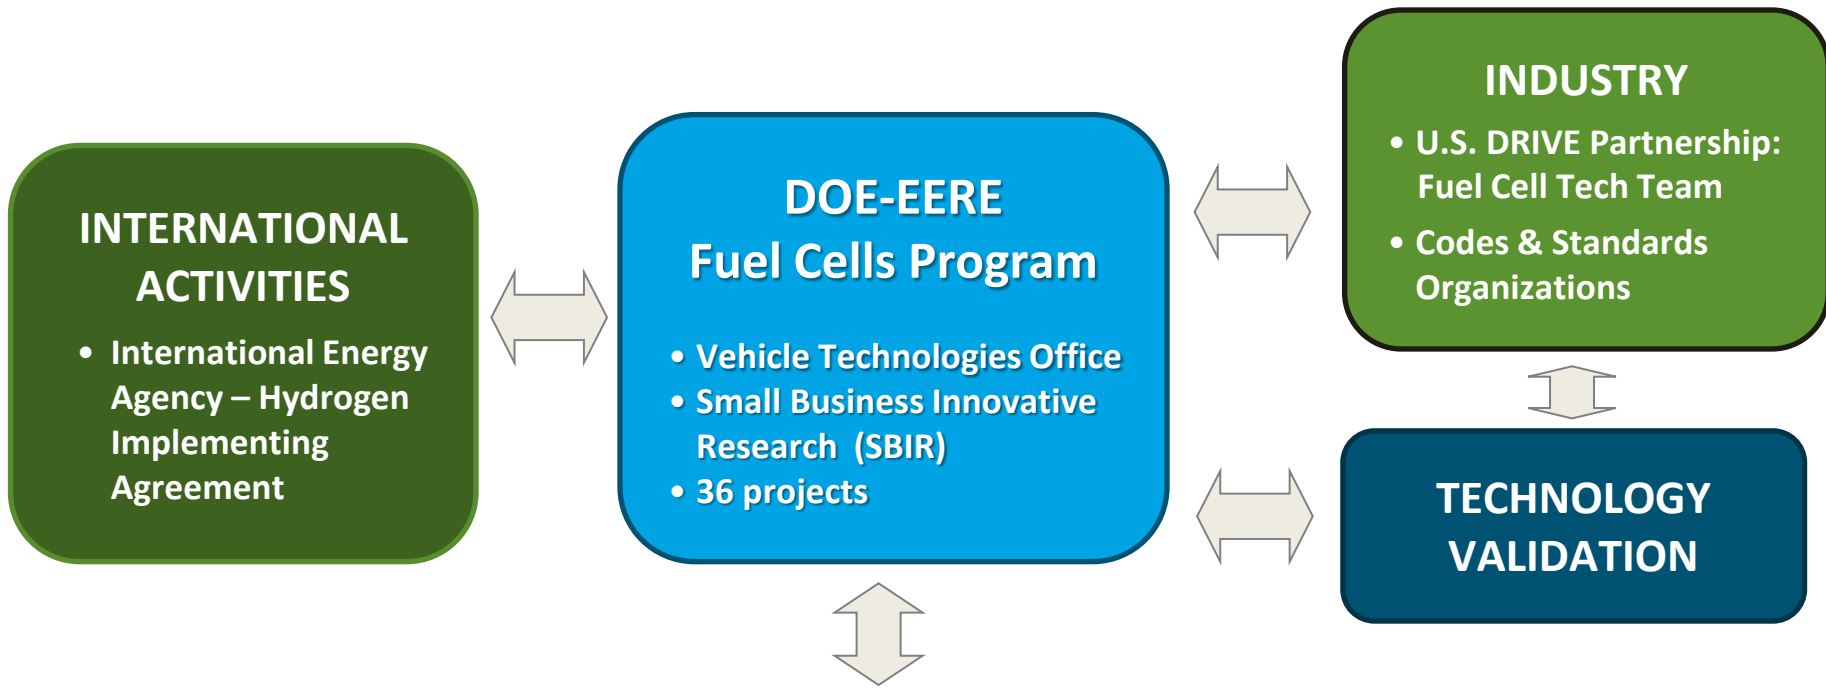 INTERNATIONAL
ACTIVITIES
• International Energy
Agency – Hydrogen
Implementing
Agreement
DOE-EERE
Fuel Cells Program
• Vehicle Technologies Office
• Small Business Innovative
Research (SBIR)
• 36 projects
INDUSTRY
• U.S. DRIVE Partnership:
Fuel Cell Tech Team
• Codes & Standards
Organizations
TECHNOLOGY
VALIDATION